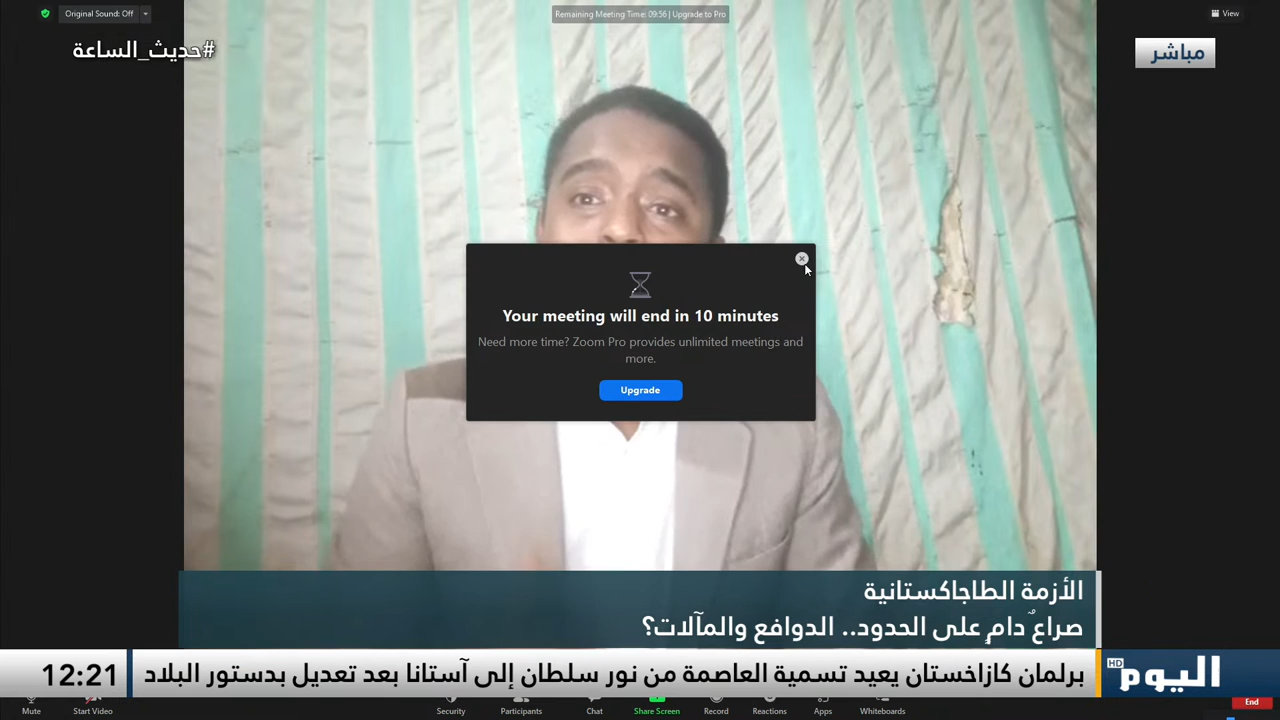 Original Sound: Off
Remaining Meeting Time: 09:56 | Upgrade to Pro
View
#حديث_الساعة
مباشر
Your meeting will end in 10 minutes
Need more time? Zoom Pro provides unlimited meetings and
more.
Upgrade
الأزمة الطاجاكستانية
صراعٌ دامٍ على الحدود.. الدوافع والمآلات؟
12:21
برلمان كازاخستان يعيد تسمية العاصمة من نور سلطان إلى آستانا بعد تعديل بدستور البلاد
اليوم HD
Mute
Start Video
Security
Participants
Chat
Share Screen
Record
Reactions
Apps
Whiteboards
End